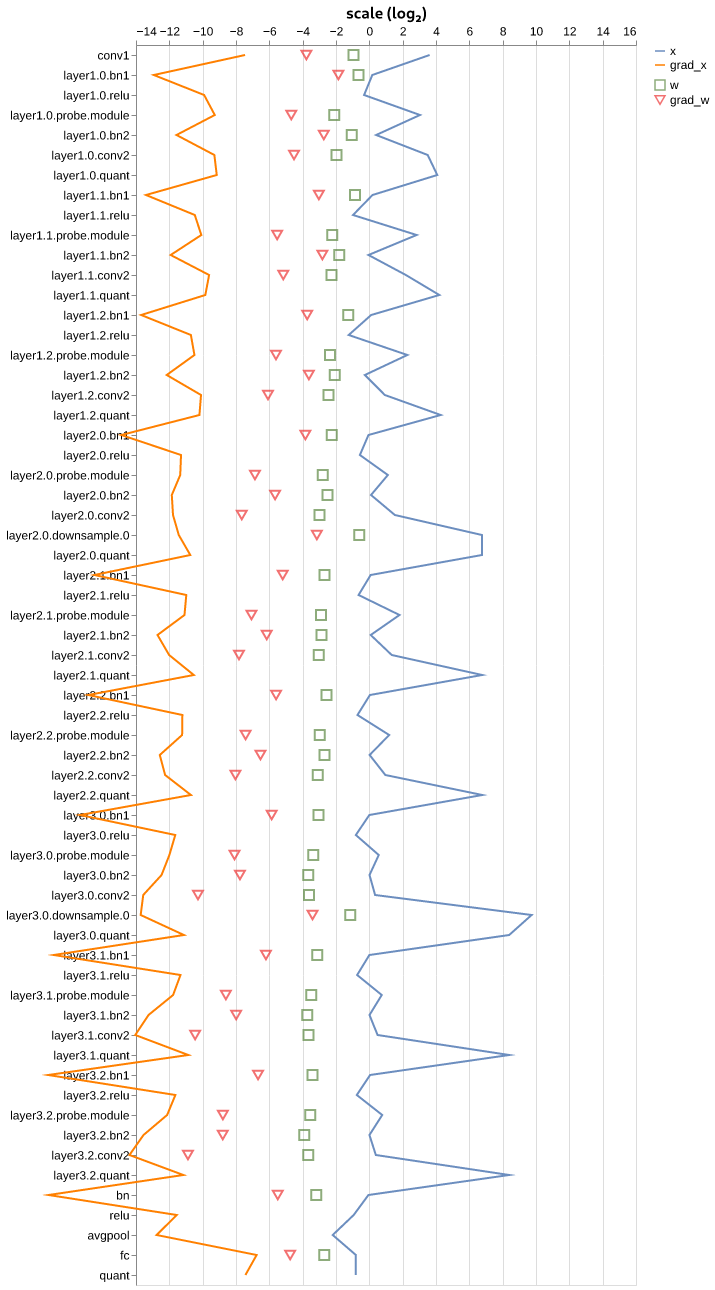 scale (log₂)
−14 −12 −10 −8 −6 −4 −2 0 2 4 6 8 10 12 14 16
x
grad_x
w
grad_w
conv1
layer1.0.bn1
layer1.0.relu
layer1.0.probe.module
layer1.0.bn2
layer1.0.conv2
layer1.0.quant
layer1.1.bn1
layer1.1.relu
layer1.1.probe.module
layer1.1.bn2
layer1.1.conv2
layer1.1.quant
layer1.2.bn1
layer1.2.relu
layer1.2.probe.module
layer1.2.bn2
layer1.2.conv2
layer1.2.quant
layer2.0.bn1
layer2.0.relu
layer2.0.probe.module
layer2.0.bn2
layer2.0.conv2
layer2.0.downsample.0
layer2.0.quant
layer2.1.bn1
layer2.1.relu
layer2.1.probe.module
layer2.1.bn2
layer2.1.conv2
layer2.1.quant
layer2.2.bn1
layer2.2.relu
layer2.2.probe.module
layer2.2.bn2
layer2.2.conv2
layer2.2.quant
layer3.0.bn1
layer3.0.relu
layer3.0.probe.module
layer3.0.bn2
layer3.0.conv2
layer3.0.downsample.0
layer3.0.quant
layer3.1.bn1
layer3.1.relu
layer3.1.probe.module
layer3.1.bn2
layer3.1.conv2
layer3.1.quant
layer3.2.bn1
layer3.2.relu
layer3.2.probe.module
layer3.2.bn2
layer3.2.conv2
layer3.2.quant
bn
relu
avgpool
fc
quant